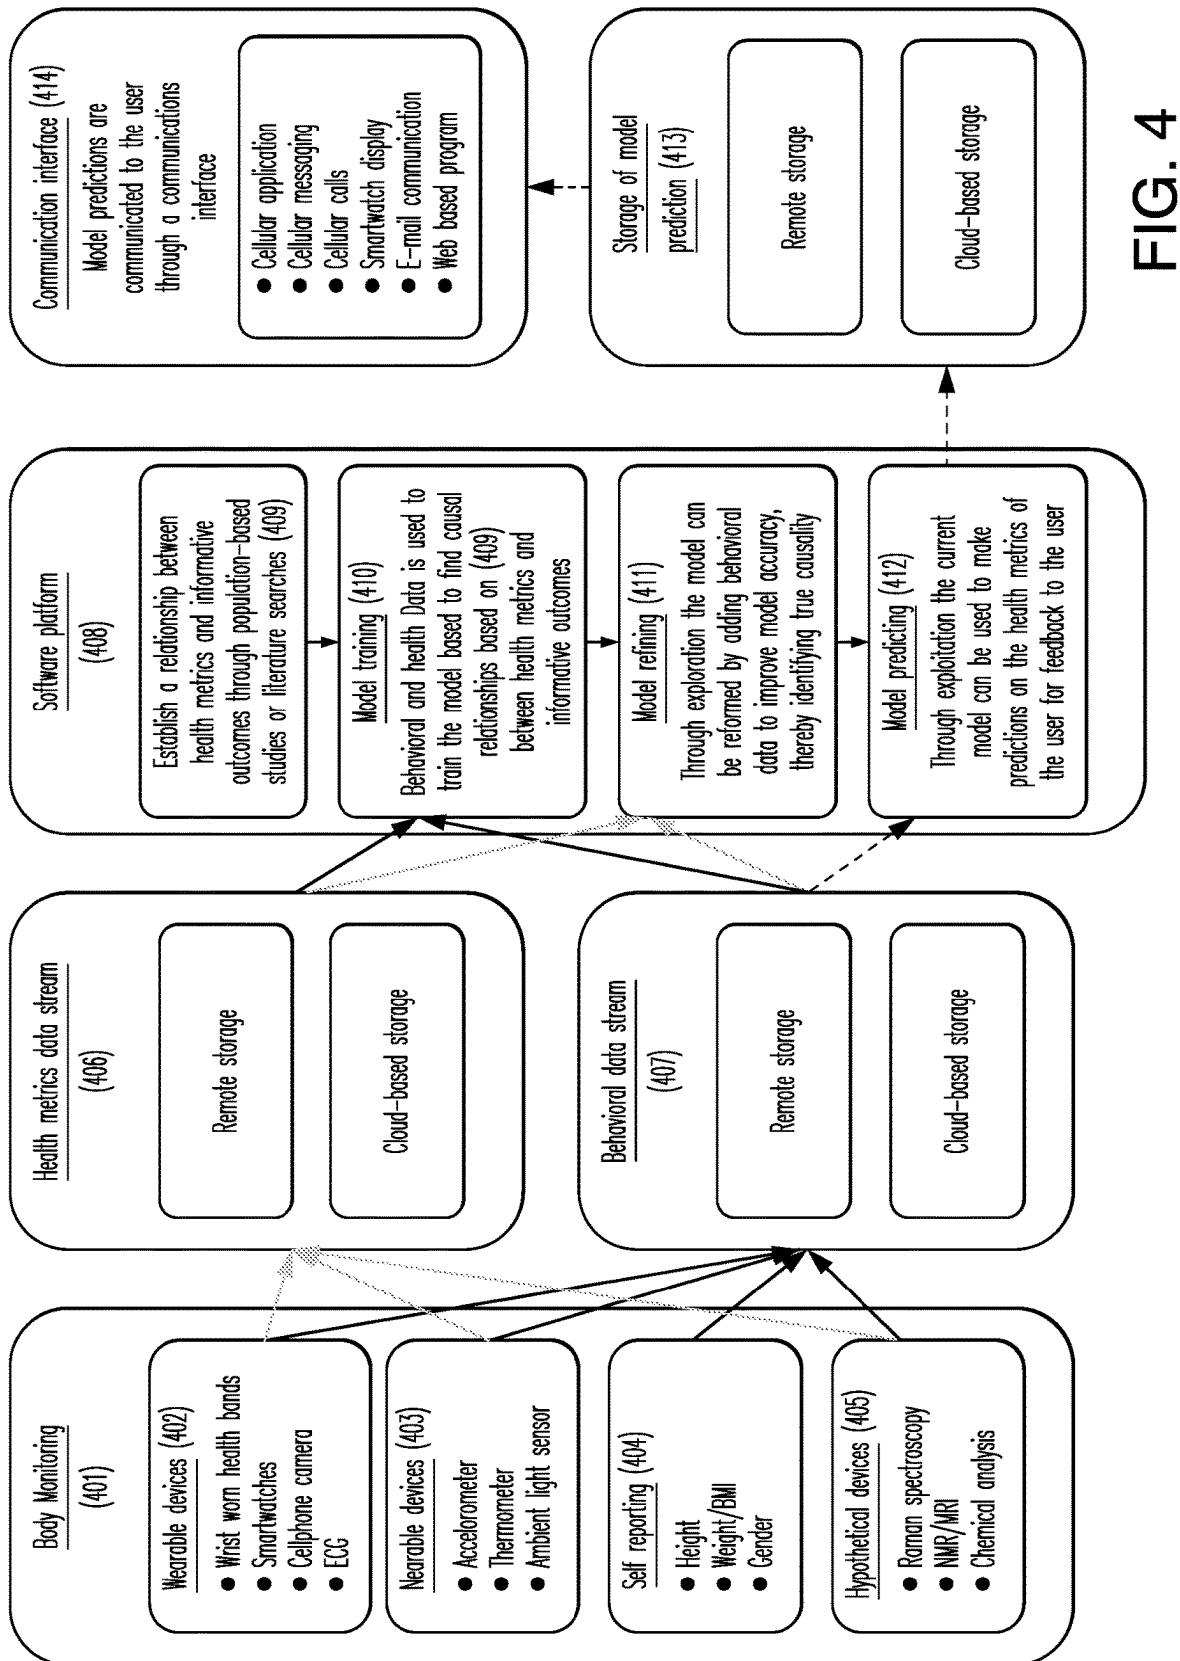 Body Monitoring
(401)
Wearable devices (402)
● Wrist worn health bands
● Smartwatches
● Cellphone camera
● ECG
Nearable devices (403)
● Accelorometer
● Thermometer
● Ambient light sensor
Self reporting (404)
● Height
● Weight/BMI
● Gender
Hypothetical devices (405)
● Raman spectroscopy
● NMR/MRI
● Chemical analysis
Health metrics data stream
(406)
Remote storage
Cloud-based storage
Behavioral data stream
(407)
Remote storage
Cloud-based storage
Software platform
(408)
Establish a relationship between
health metrics and informative
outcomes through population-based
studies or literature searches (409)
Model training (410)
Behavioral and health Data is used to
train the model based to find causal
relationships based on (409)
between health metrics and
informative outcomes
Model refining (411)
Through exploration the model can
be reformed by adding behavioral
data to improve model accuracy,
thereby identifying true causality
Model predicting (412)
Through exploitation the current
model can be used to make
predictions on the health metrics of
the user for feedback to the user
Communication interface (414)
Model predictions are
communicated to the user
through a communications
interface
● Cellular application
● Cellular messaging
● Cellular calls
● Smartwatch display
● E-mail communication
● Web based program
Storage of model
prediction (413)
Remote storage
Cloud-based storage
FIG. 4